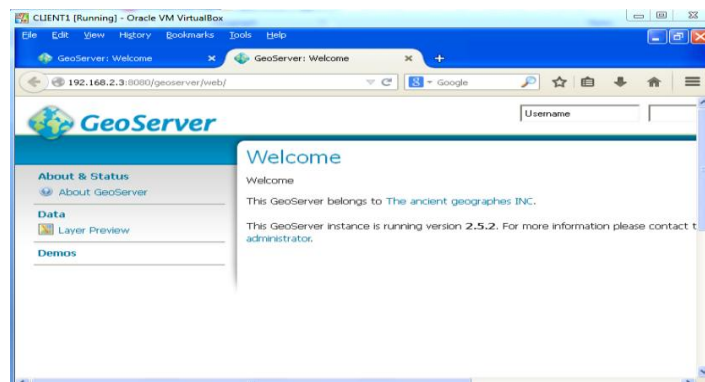 CLIENT1 [Running] - Oracle VM VirtualBox
File Edit View History Bookmarks Tools Help
GeoServer: Welcome × GeoServer: Welcome × +
192.168.2.3:8080/geoserver/web/ 8 Google
GeoServer
Username
About & Status
About GeoServer
Data
Layer Preview
Demos
Welcome
Welcome
This GeoServer belongs to The ancient geographes INC.
This GeoServer instance is running version 2.5.2. For more information please contact t
administrator.